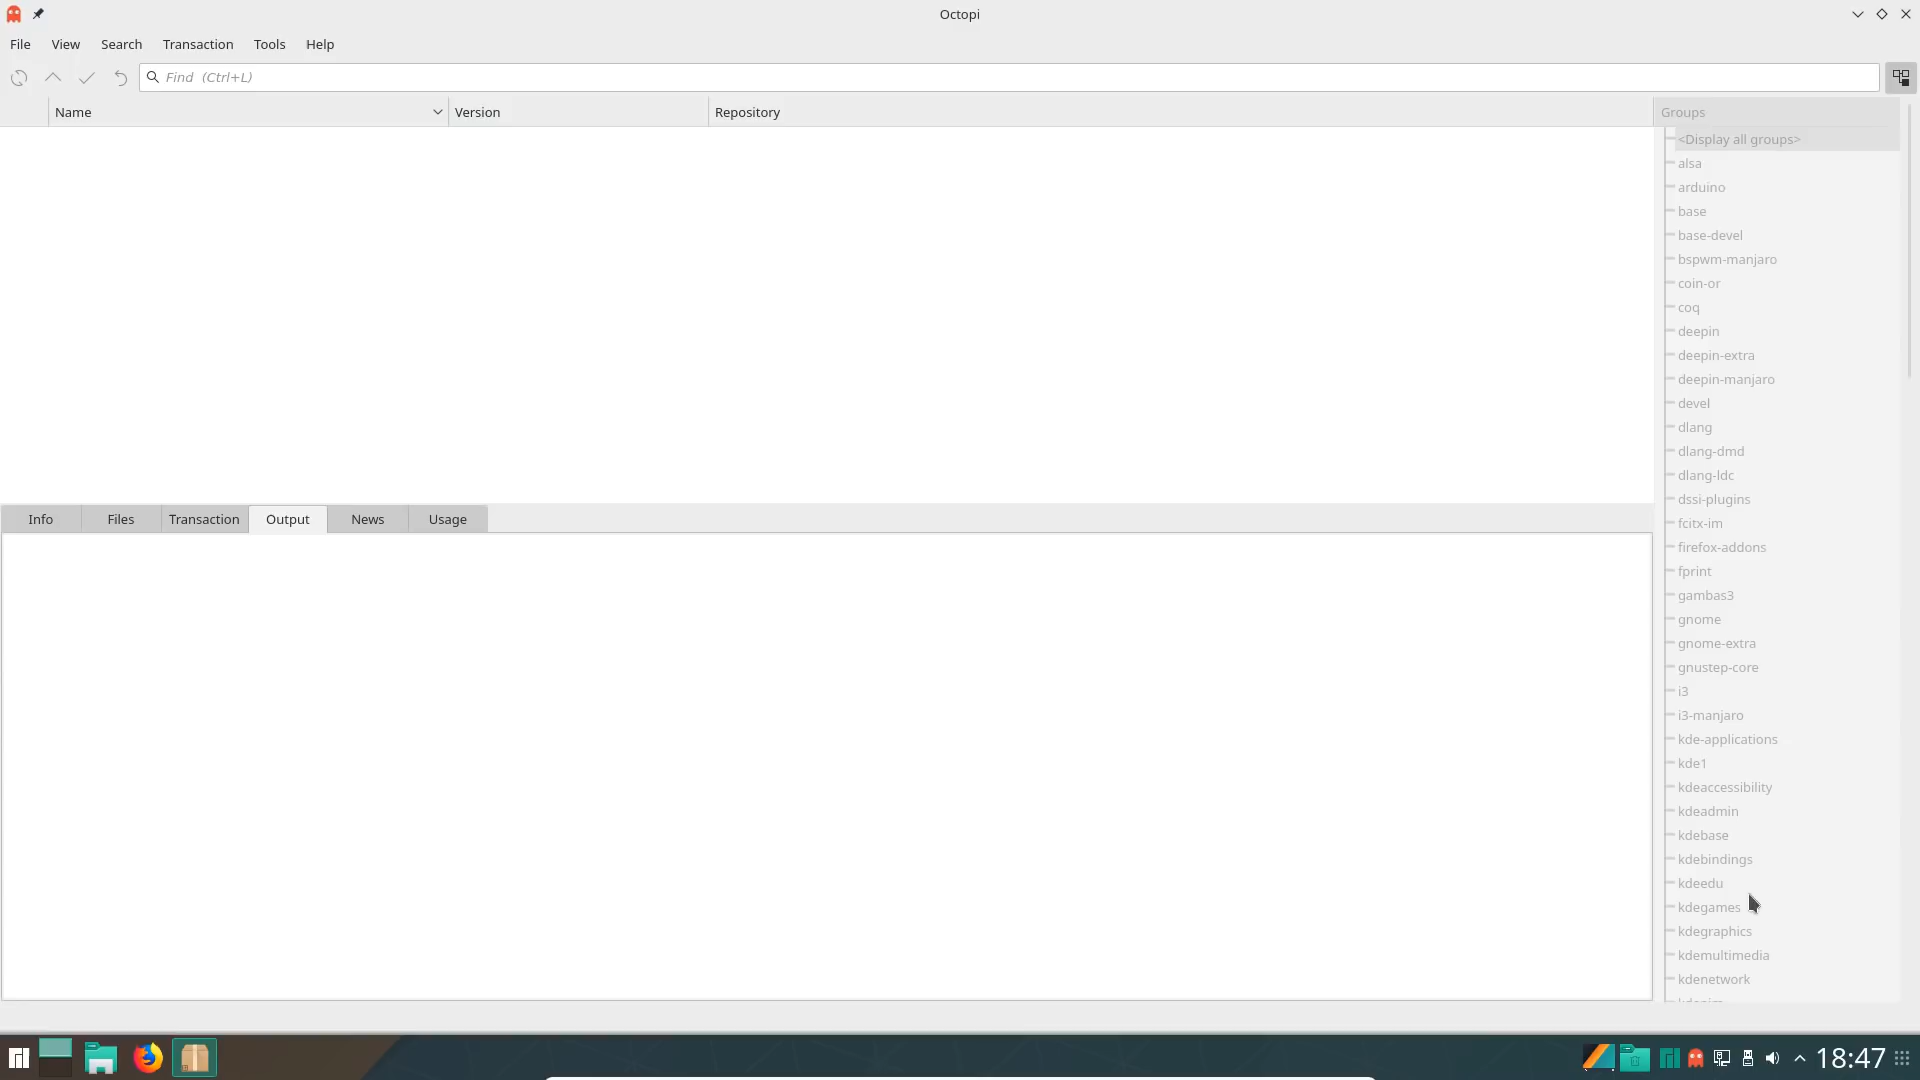 Octopi
File View Search Transaction Tools Help
Find (Ctrl+L)
Name Version Repository
Groups
<Display all groups>
alsa
arduino
base
base-devel
bspwm-manjaro
coin-or
coq
deepin
deepin-extra
deepin-manjaro
devel
dlang
dlang-dmd
dlang-ldc
dssi-plugins
fcitx-im
firefox-addons
fprint
gambas3
gnome
gnome-extra
gnustep-core
i3
i3-manjaro
kde-applications
kde1
kdeaccessibility
kdeadmin
kdebase
kdebindings
kdeedu
kdegames
kdegraphics
kdemultimedia
kdenetwork
Info Files Transaction Output News Usage
18:47